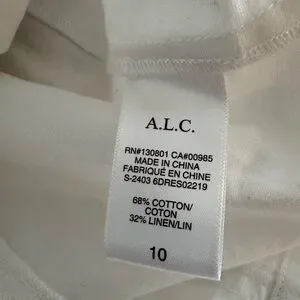 A.L.C.
RN#130801 CA#00985
MADE IN CHINA
FABRIQUÉ EN CHINE
S-2403 6DRES02219
68% COTTON/
COTON
32% LINEN/LIN
10